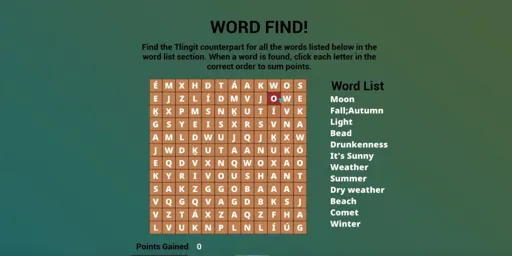 WORD FIND!
Find the Tlingit counterpart for all the words listed below in the
word list section. When a word is found, click each letter in the
correct order to sum points.
É M X H D T Á A K W O S
E J Z L Í D M V J O W E
K X P M S N K U T Í V K
G S Y E I S X R S V N A
A M L D W U J Q J K X W
J W D K U T A A N U K Ó
E Q D V X N Q W O X A O
K Y R I V O U S H A N T
S A K Z G G O B A A A Y
V Q G Q V A G D B K S J
V Z T Á X Z A Q Z F H A
L V U K N P L N L Í Ú G
Word List
Moon
Fall;Autumn
Light
Bead
Drunkenness
It's Sunny
Weather
Summer
Dry weather
Beach
Comet
Winter
Points Gained 0